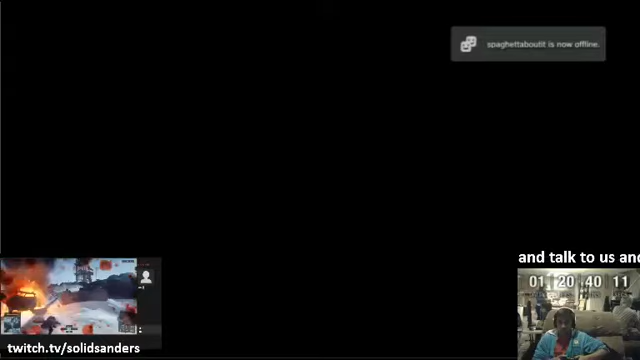 spaghettaboutit is now offline.
and talk to us and
01 20 40 11
twitch.tv/solidsanders